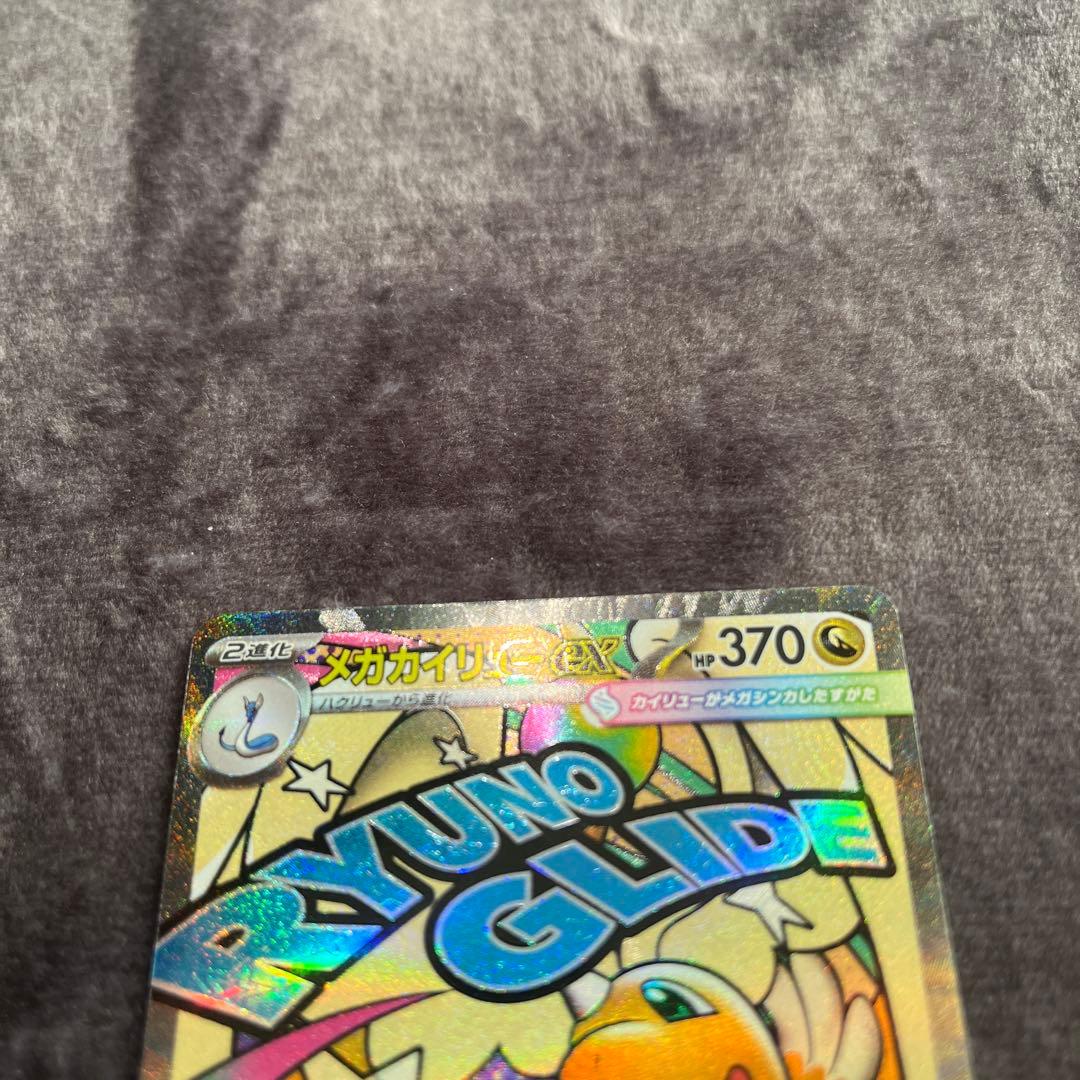 2進化
メガカイリューex
HP370
ハクリューから進化
カイリューがメガシンカしたすがた
RYUNO
GLIDE